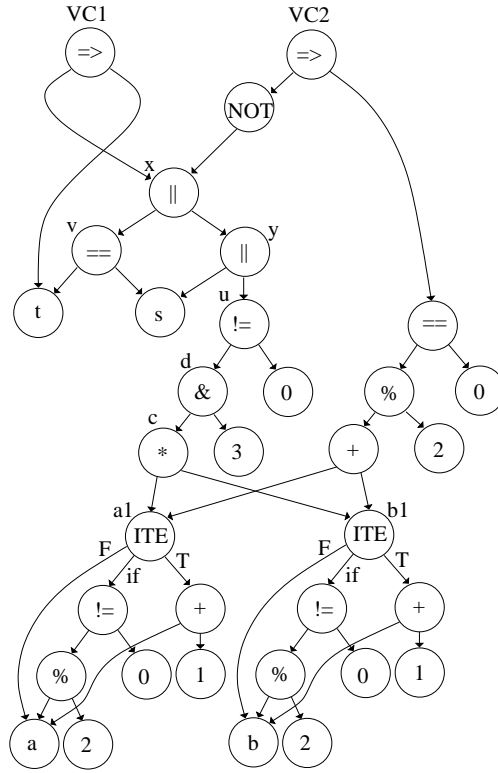 VC1 VC2
=> =>
NOT
x
||
v y
== ||
t s
u
!= ==
d
& 0 % 0
c
* 3 + 2
a1 b1
ITE ITE
F if T F if T
!= + != +
% 0 1 % 0 1
a 2 b 2